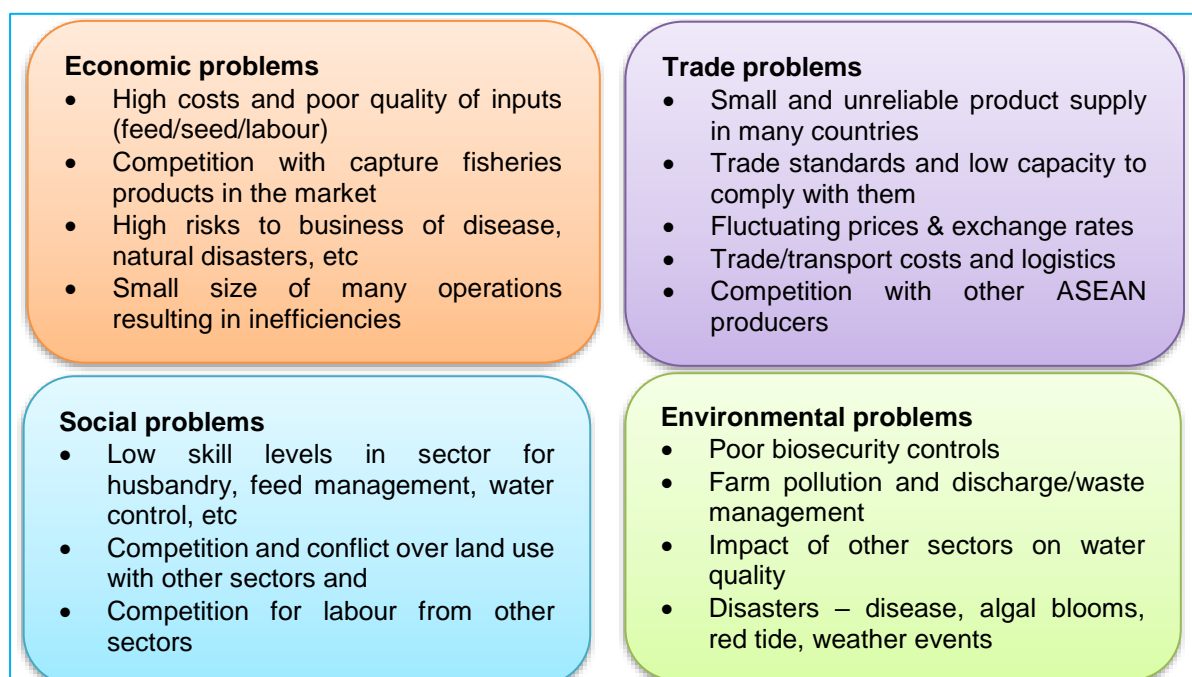 Economic problems
• High costs and poor quality of inputs
(feed/seed/labour)
• Competition with capture fisheries
products in the market
• High risks to business of disease,
natural disasters, etc
• Small size of many operations
resulting in inefficiencies
Trade problems
• Small and unreliable product supply
in many countries
• Trade standards and low capacity to
comply with them
• Fluctuating prices & exchange rates
• Trade/transport costs and logistics
• Competition with other ASEAN
producers
Social problems
• Low skill levels in sector for
husbandry, feed management, water
control, etc
• Competition and conflict over land use
with other sectors and
• Competition for labour from other
sectors
Environmental problems
• Poor biosecurity controls
• Farm pollution and discharge/waste
management
• Impact of other sectors on water
quality
• Disasters – disease, algal blooms,
red tide, weather events